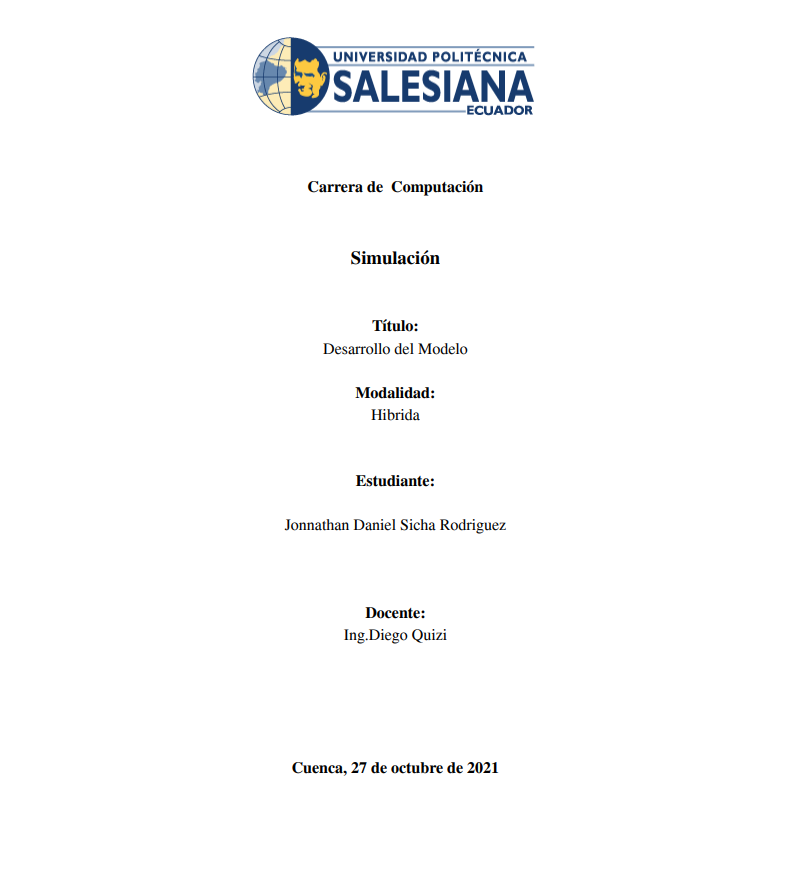 UNIVERSIDAD POLITÉCNICA
SALESIANA
ECUADOR
Carrera de  Computación
Simulación
Título:
Desarrollo del Modelo
Modalidad:
Hibrida
Estudiante:
Jonnathan Daniel Sicha Rodriguez
Docente:
Ing.Diego Quizi
Cuenca, 27 de octubre de 2021